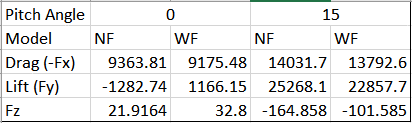 Pitch Angle 0 15
Model NF WF NF WF
Drag (-Fx) 9363.81 9175.48 14031.7 13792.6
Lift (Fy) -1282.74 1166.15 25268.1 22857.7
Fz 21.9164 32.8 -164.858 -101.585